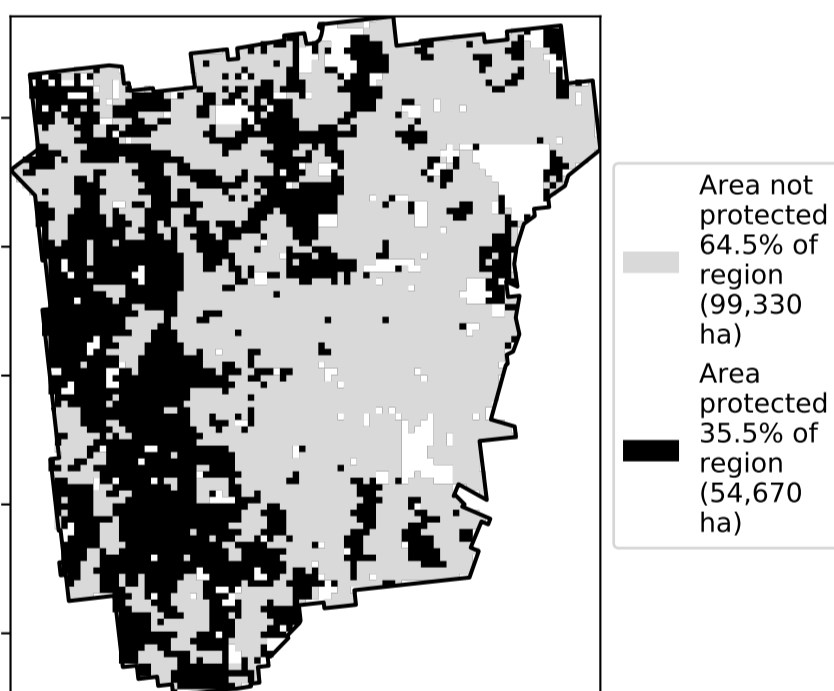 Area not
protected
64.5% of
region
(99,330
ha)
Area
protected
35.5% of
region
(54,670
ha)